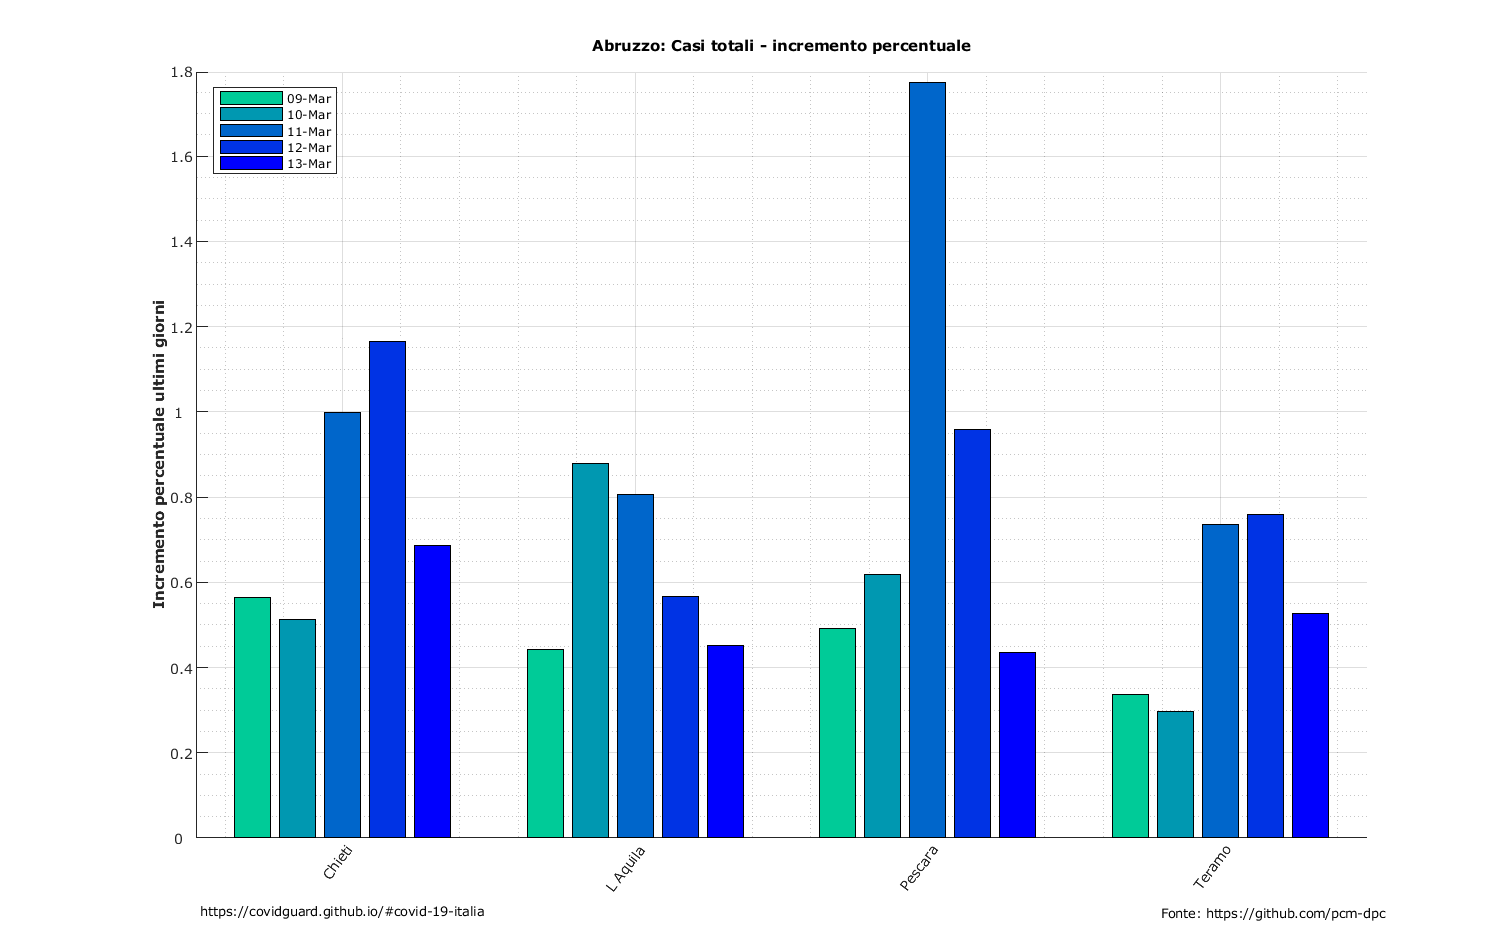 Abruzzo: Casi totali - incremento percentuale
1.8
1.6
1.4
1.2
1
0.8
0.6
0.4
0.2
0
Incremento percentuale ultimi giorni
09-Mar
10-Mar
11-Mar
12-Mar
13-Mar
Chieti
L Aquila
Pescara
Teramo
https://covidguard.github.io/#covid-19-italia
Fonte: https://github.com/pcm-dpc